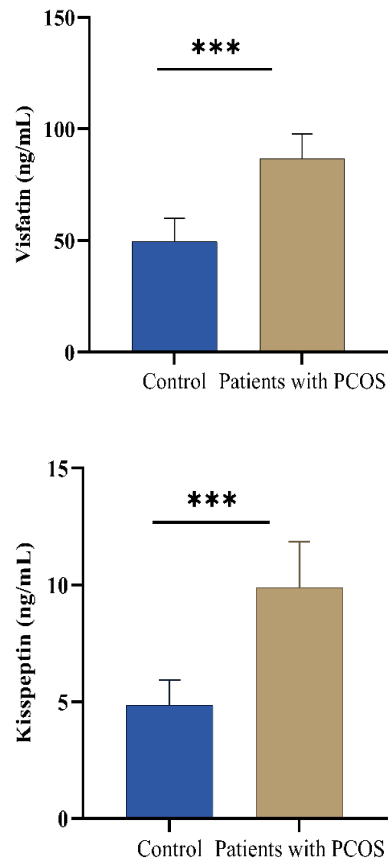 150
***
100
Visfatin (ng/mL)
50
0
Control Patients with PCOS
15
***
10
Kisspeptin (ng/mL)
5
0
Control Patients with PCOS